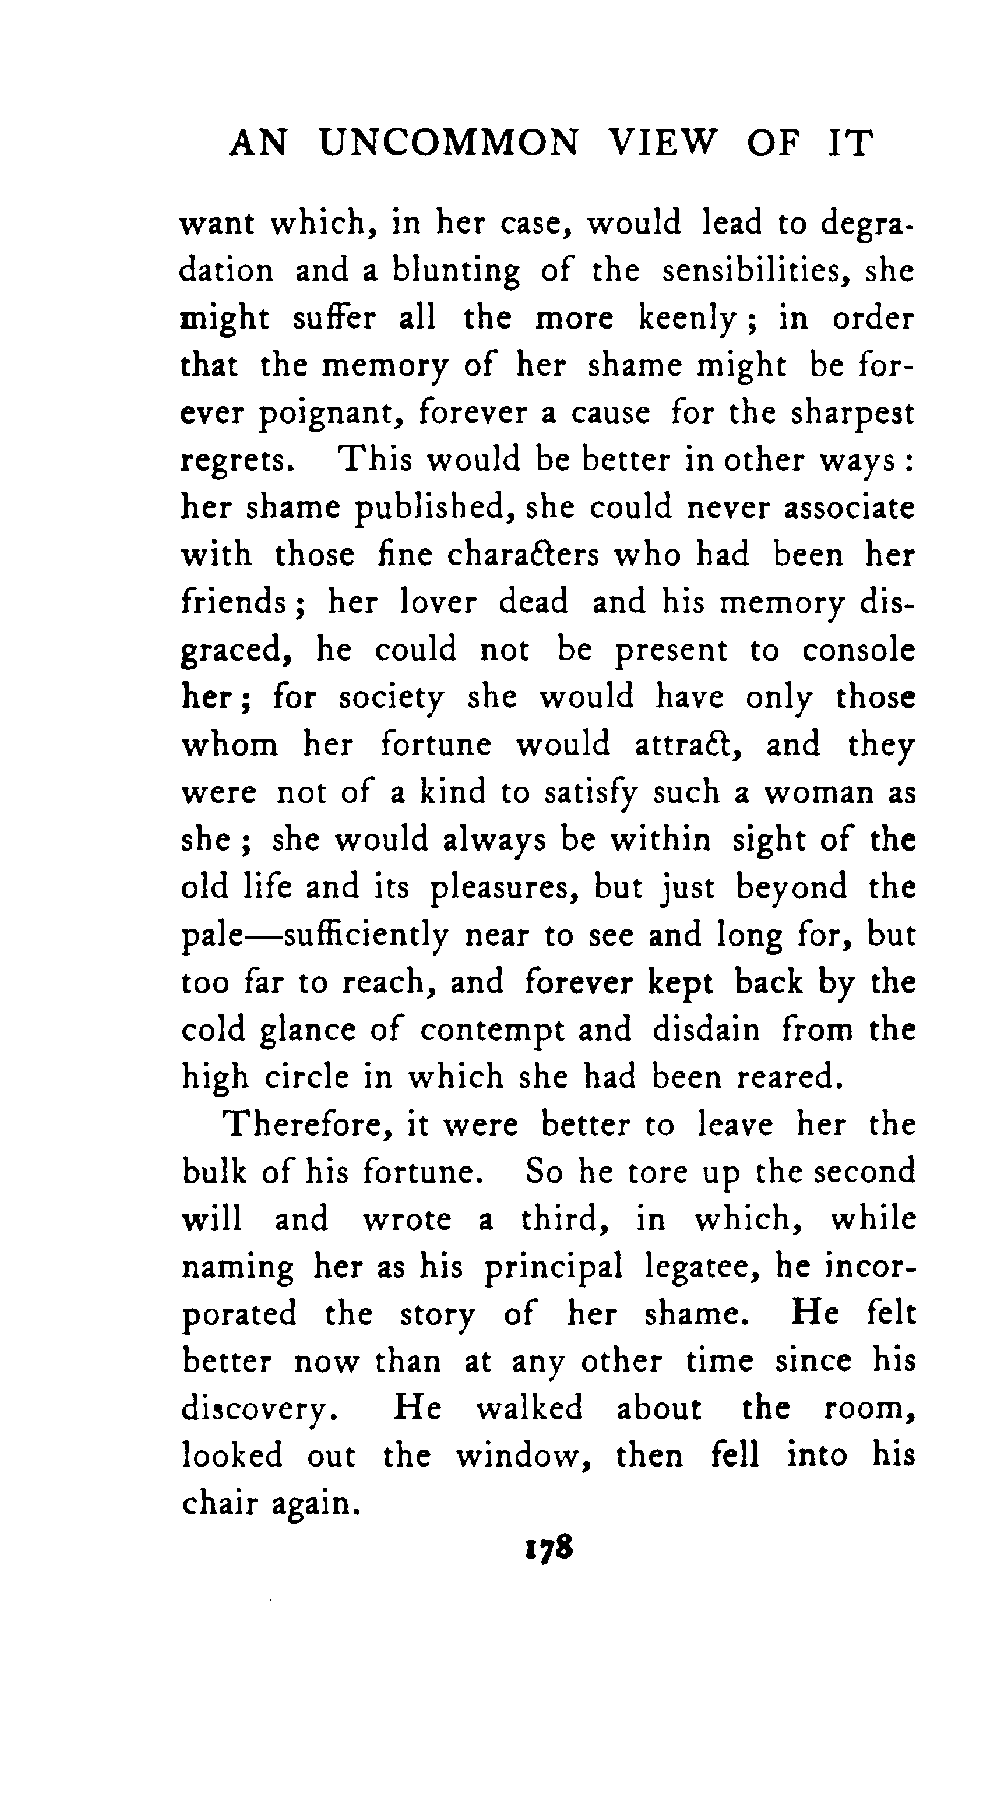 AN UNCOMMON VIEW OF IT
want which, in her case, would lead to degra-
dation and a blunting of the sensibilities, she
might suffer all the more keenly ; in order
that the memory of her shame might be for-
ever poignant, forever a cause for the sharpest
regrets. This would be better in other ways :
her shame published, she could never associate
with those fine characters who had been her
friends ; her lover dead and his memory dis-
graced, he could not be present to console
her ; for society she would have only those
whom her fortune would attract, and they
were not of a kind to satisfy such a woman as
she ; she would always be within sight of the
old life and its pleasures, but just beyond the
pale—sufficiently near to see and long for, but
too far to reach, and forever kept back by the
cold glance of contempt and disdain from the
high circle in which she had been reared.
Therefore, it were better to leave her the
bulk of his fortune. So he tore up the second
will and wrote a third, in which, while
naming her as his principal legatee, he incor-
porated the story of her shame. He felt
better now than at any other time since his
discovery. He walked about the room,
looked out the window, then fell into his
chair again.
178